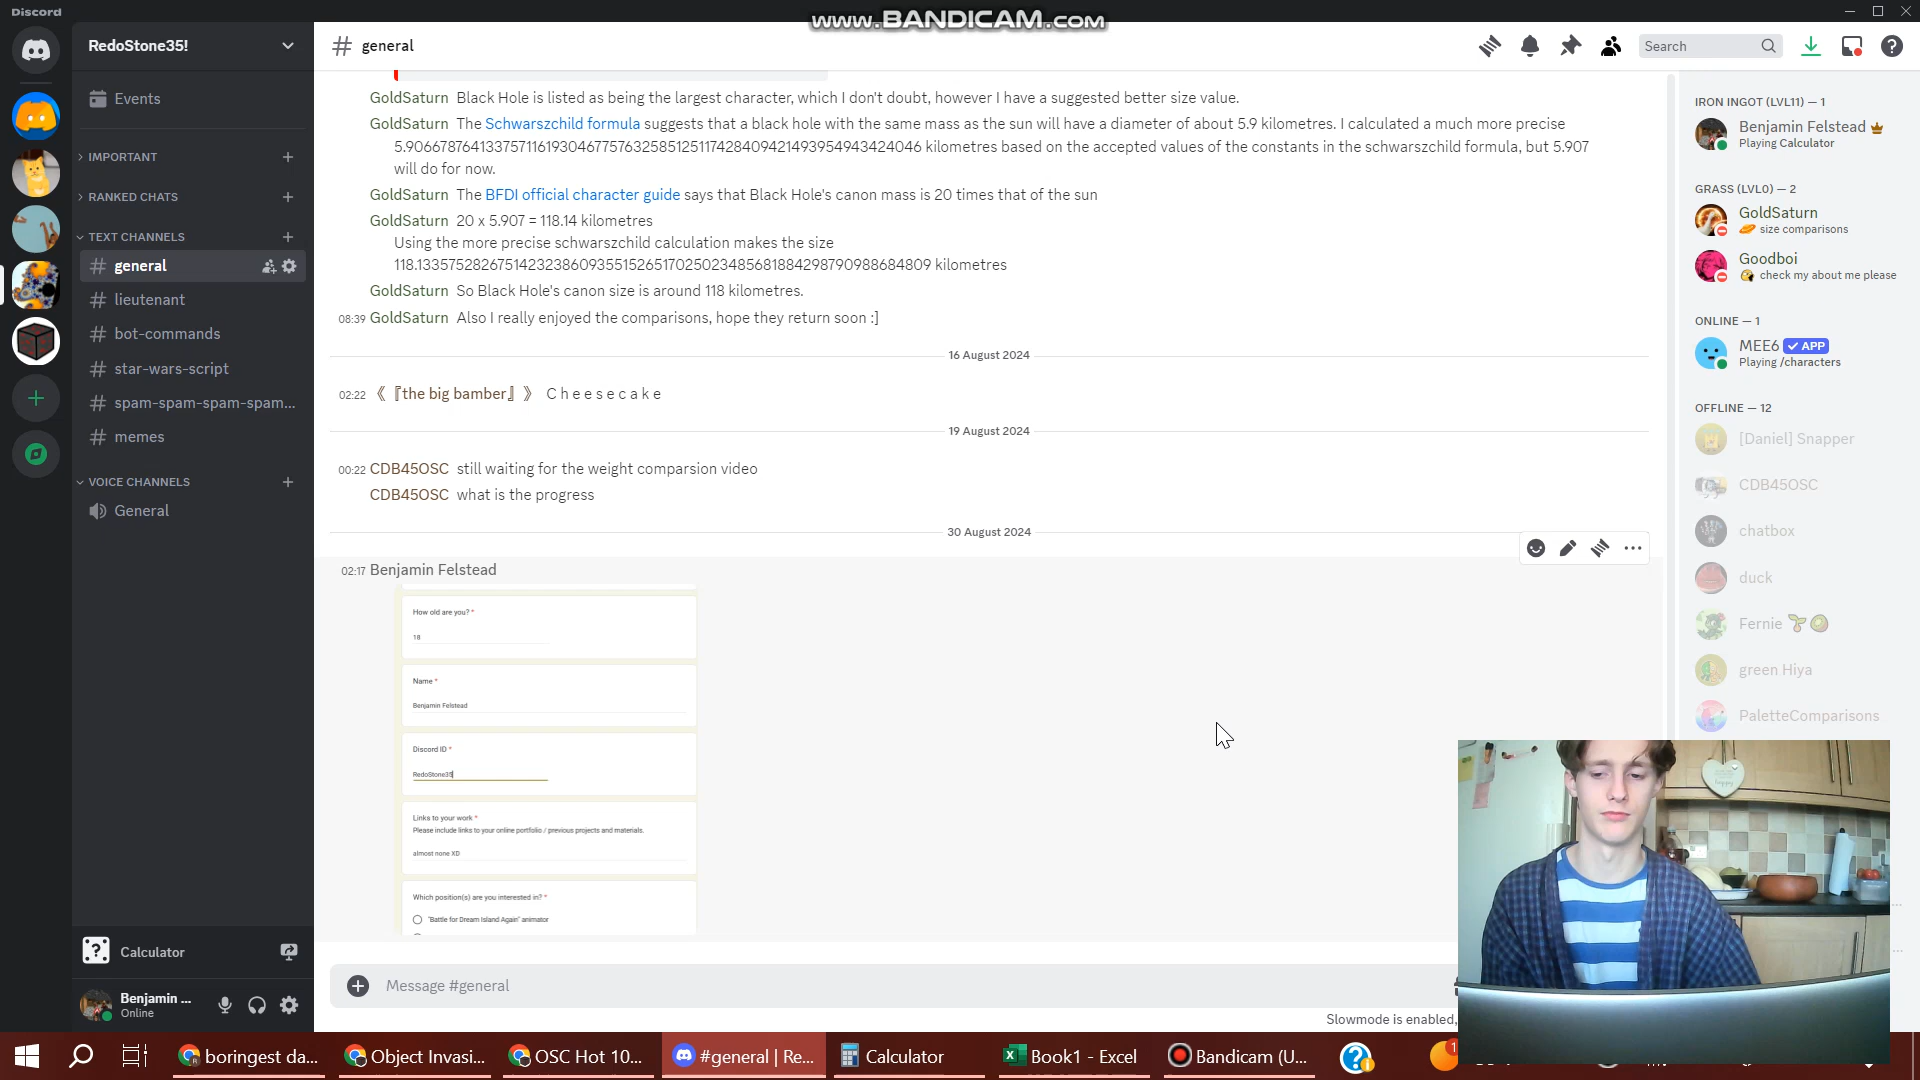 Discord
www.BANDICAM.com
RedoStone35!
general
Search
Events
IMPORTANT
RANKED CHATS
TEXT CHANNELS
general
lieutenant
bot-commands
star-wars-script
spam-spam-spam-spam...
memes
VOICE CHANNELS
General
Calculator
Benjamin ...
Online
GoldSaturn Black Hole is listed as being the largest character, which I don't doubt, however I have a suggested better size value.
GoldSaturn The Schwarszchild formula suggests that a black hole with the same mass as the sun will have a diameter of about 5.9 kilometres. I calculated a much more precise
5.9066787641337571161930467757632585125117428409421493954943424046 kilometres based on the accepted values of the constants in the schwarszchild formula, but 5.907
will do for now.
GoldSaturn The BFDI official character guide says that Black Hole's canon mass is 20 times that of the sun
GoldSaturn 20 x 5.907 = 118.14 kilometres
Using the more precise schwarszchild calculation makes the size
118.133575282675142323860935515265170250234856818842987909886848​09 kilometres
GoldSaturn So Black Hole's canon size is around 118 kilometres.
08:39 GoldSaturn Also I really enjoyed the comparisons, hope they return soon :]
16 August 2024
02:22 《『the big bamber』》 C h e e s e c a k e
19 August 2024
00:22 CDB45OSC still waiting for the weight comparsion video
CDB45OSC what is the progress
30 August 2024
02:17 Benjamin Felstead
How old are you? *
18
Name *
Benjamin Felstead
Discord ID *
RedoStone35
Links to your work *
Please include links to your online portfolio / previous projects and materials.
almost none XD
Which position(s) are you interested in? *
"Battle for Dream Island Again" animator
Message #general
Slowmode is enabled,
IRON INGOT (LVL11) — 1
Benjamin Felstead
Playing Calculator
GRASS (LVL0) — 2
GoldSaturn
size comparisons
Goodboi
check my about me please
ONLINE — 1
MEE6 ✓ APP
Playing /characters
OFFLINE — 12
[Daniel] Snapper
CDB45OSC
chatbox
duck
Fernie
green Hiya
PaletteComparisons
happy
boringest da...
Object Invasi...
OSC Hot 10...
#general | Re...
Calculator
Book1 - Excel
Bandicam (U...
1